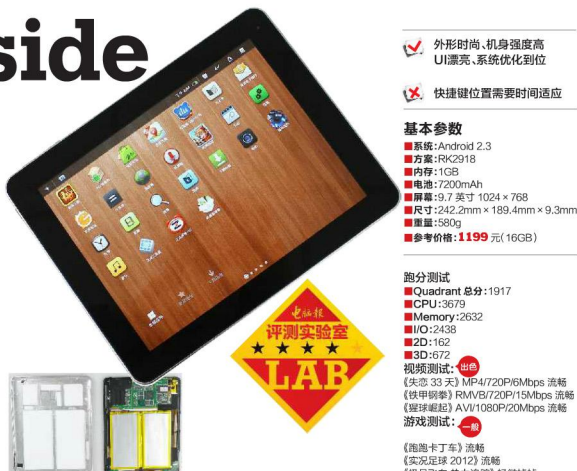 side
外形时尚、机身强度高
UI漂亮、系统优化到位
快捷键位置需要时间适应
基本参数
■系统:Android 2.3
■方案:RK2918
■内存:1GB
■电池:7200mAh
■屏幕:9.7 英寸 1024×768
■尺寸:242.2mm×189.4mm×9.3mm
■重量:580g
■参考价格:1199 元(16GB)
跑分测试
■Quadrant 总分:1917
■CPU:3679
■Memory:2632
■I/O:2438
■2D:162
■3D:672
视频测试:出色
《失恋 33 天》MP4/720P/6Mbps 流畅
《铁甲钢拳》RMVB/720P/15Mbps 流畅
《猩球崛起》AVI/1080P/20Mbps 流畅
游戏测试:一般
《跑跑卡丁车》流畅
《实况足球 2012》流畅
电脑报
评测实验室
★ ★ ★ ★
LAB